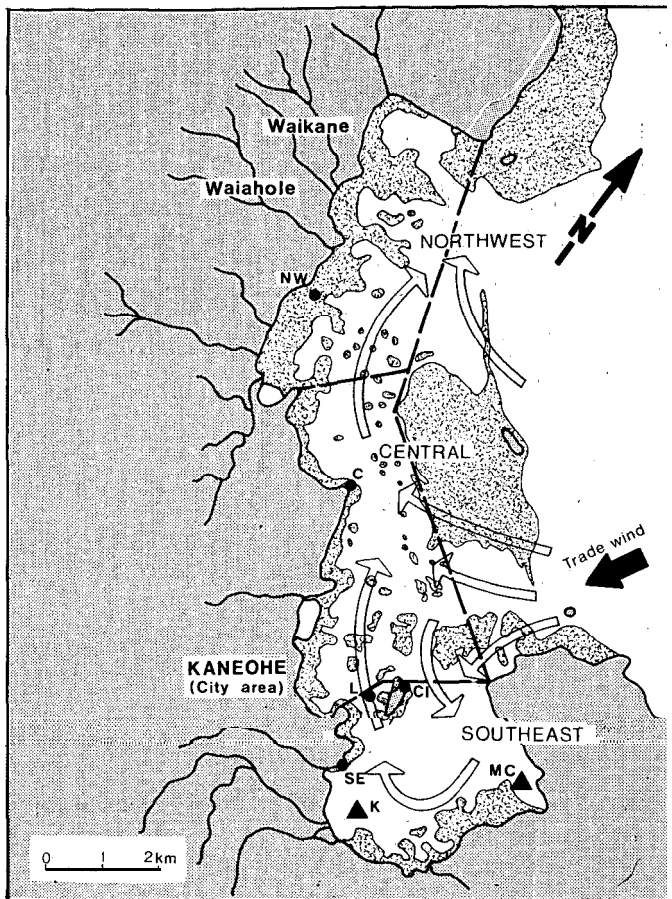 Waikane
Waiahole
N
NORTHWEST
NW
CENTRAL
C
Trade wind
KANEOHE
(City area)
L
CI
SOUTHEAST
SE
MC
K
0 1 2km